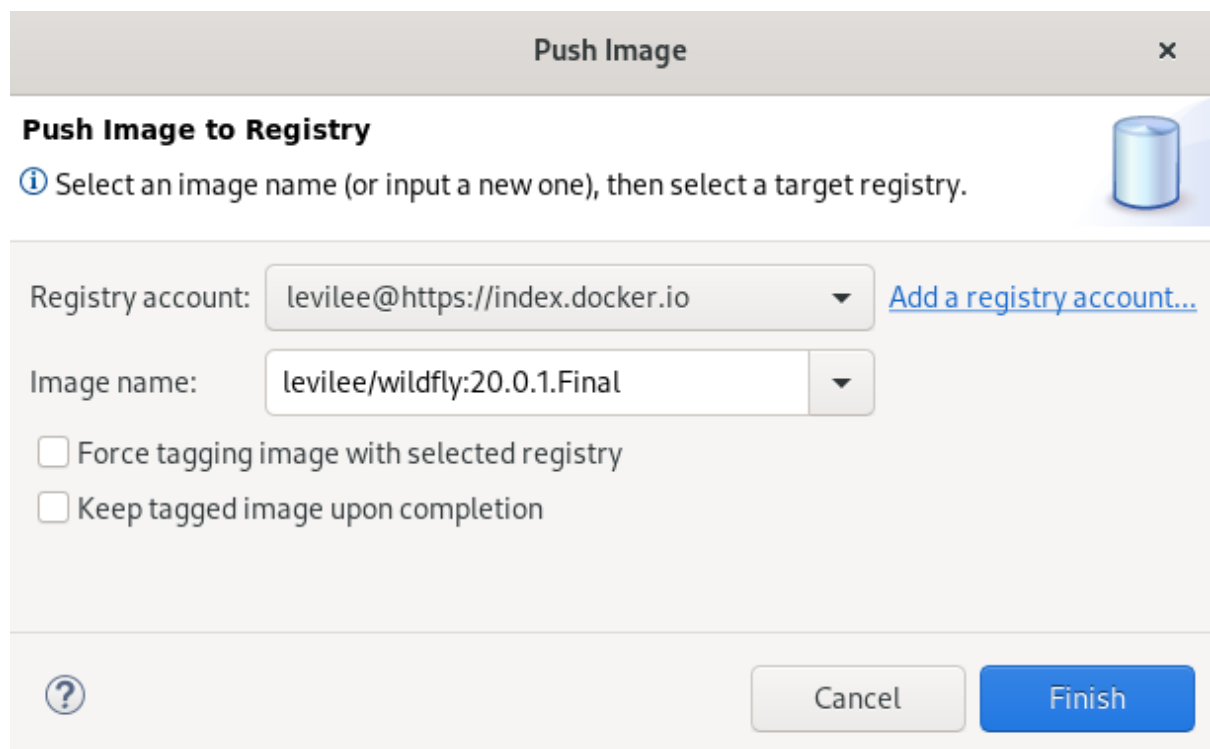 Push Image
Push Image to Registry
Select an image name (or input a new one), then select a target registry.
Registry account: levilee@https://index.docker.io Add a registry account...
Image name: levilee/wildfly:20.0.1.Final
Force tagging image with selected registry
Keep tagged image upon completion
Cancel Finish